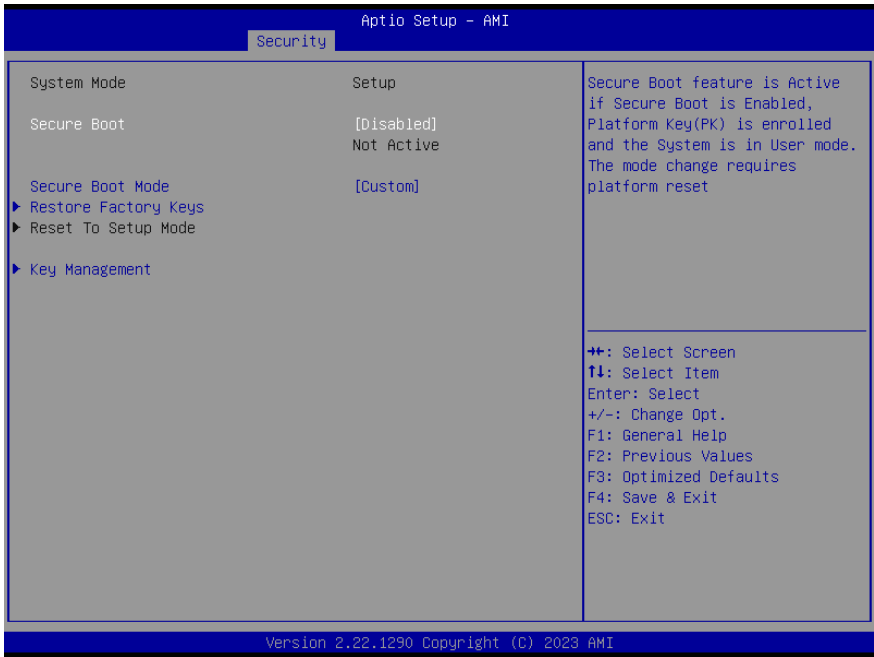 Aptio Setup - AMI
Security
System Mode Setup
Secure Boot [Disabled]
Not Active
Secure Boot Mode [Custom]
Restore Factory Keys
Reset To Setup Mode
Key Management
Secure Boot feature is Active
if Secure Boot is Enabled,
Platform Key(PK) is enrolled
and the System is in User mode.
The mode change requires
platform reset
→←: Select Screen
↑↓: Select Item
Enter: Select
+/-: Change Opt.
F1: General Help
F2: Previous Values
F3: Optimized Defaults
F4: Save & Exit
ESC: Exit
Version 2.22.1290 Copyright (C) 2023 AMI